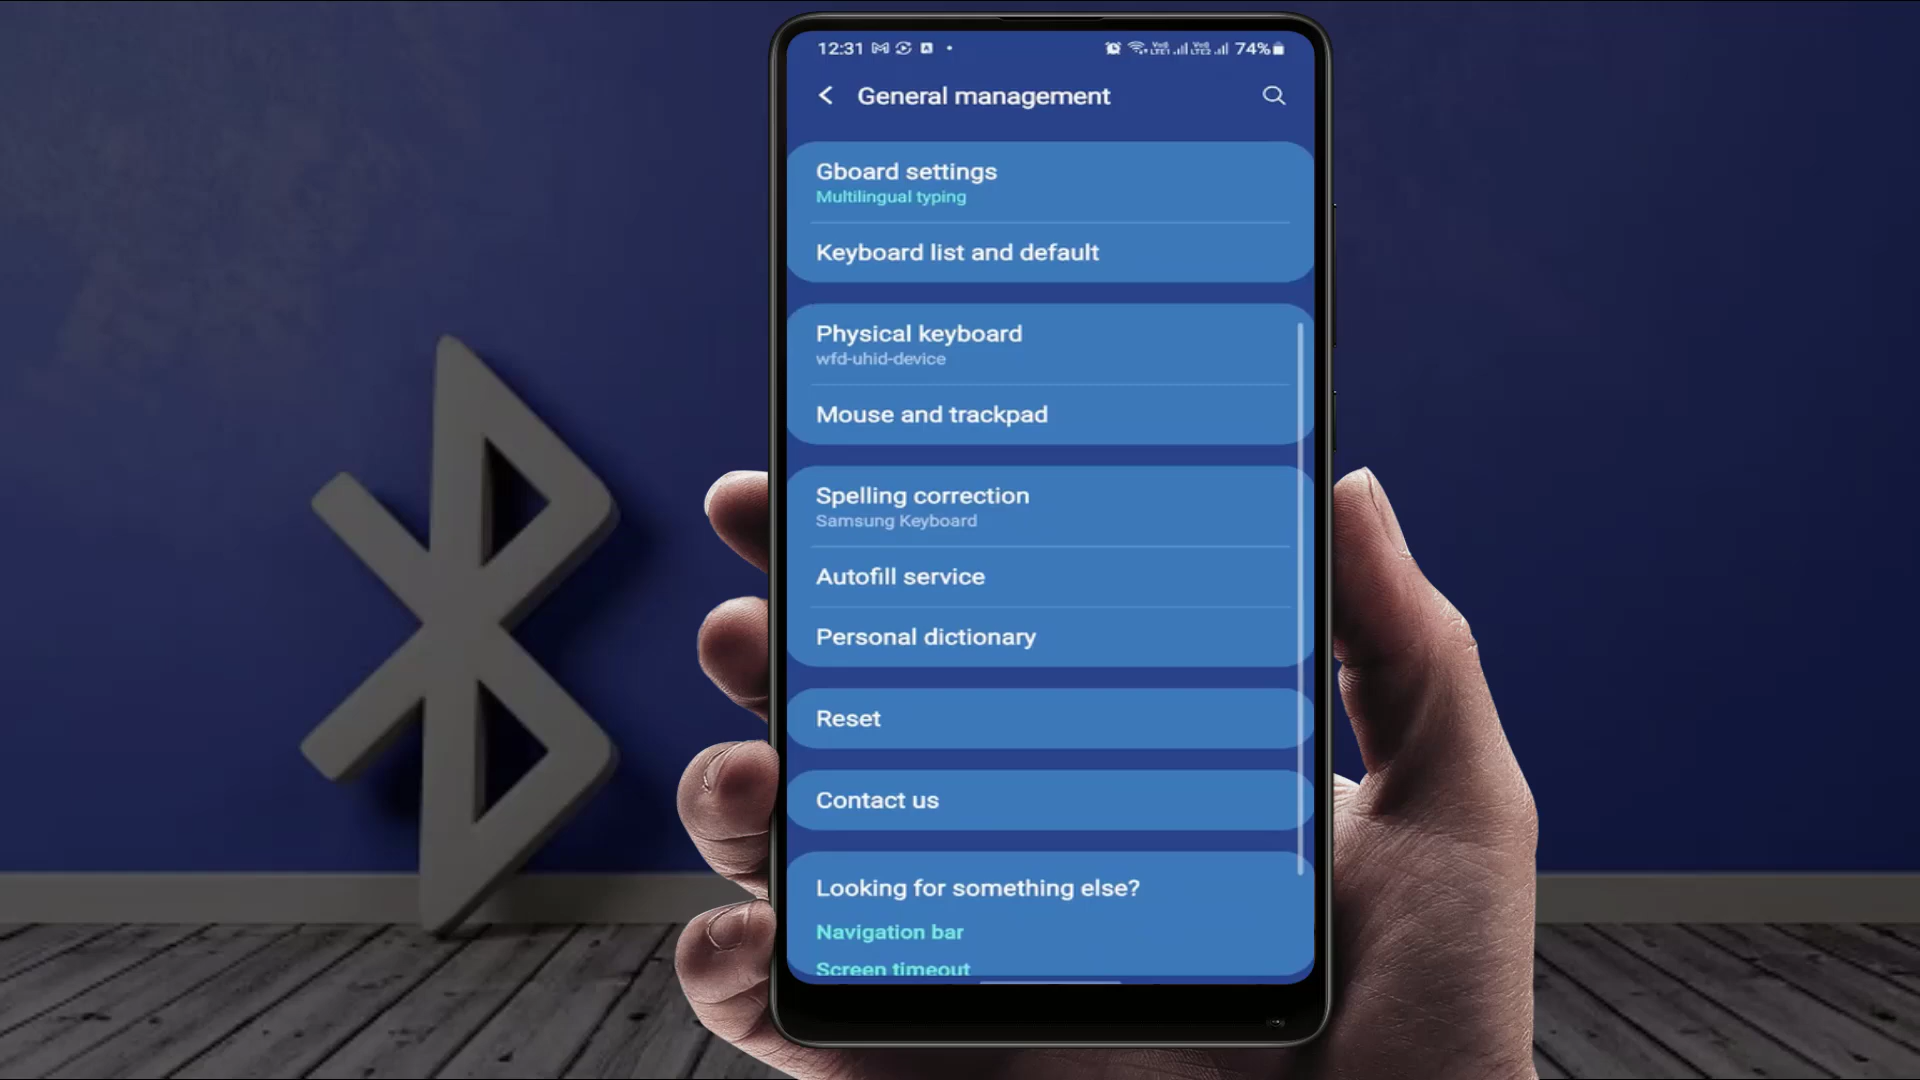 12:31
74%
General management
Gboard settings
Multilingual typing
Keyboard list and default
Physical keyboard
wfd-uhid-device
Mouse and trackpad
Spelling correction
Samsung Keyboard
Autofill service
Personal dictionary
Reset
Contact us
Looking for something else?
Navigation bar
Screen timeout